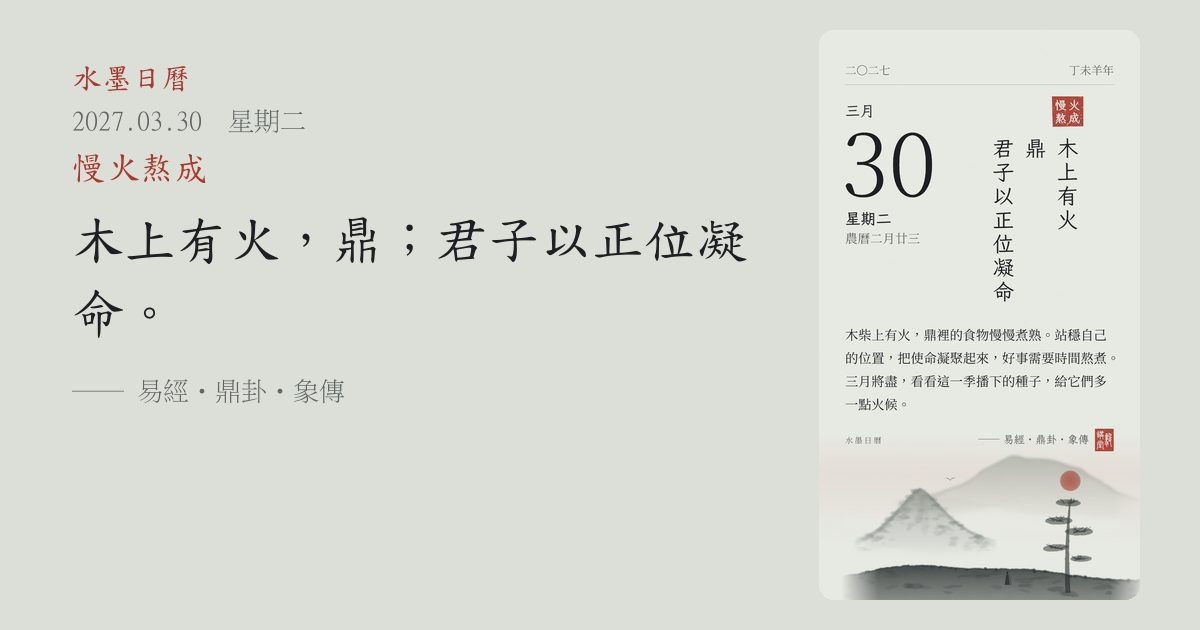 水墨日曆
2027.03.30 星期二
慢火熬成
木上有火，鼎；君子以正位凝
命。
—— 易經・鼎卦・象傳
二〇二七
丁未羊年
三月
30
星期二
農曆二月廿三
慢火熬成
木上有火
鼎
君子以正位凝命
木柴上有火，鼎裡的食物慢慢煮熟。站穩自己
的位置，把使命凝聚起來，好事需要時間熬煮。
三月將盡，看看這一季播下的種子，給它們多
一點火候。
水墨日曆
—— 易經・鼎卦・象傳